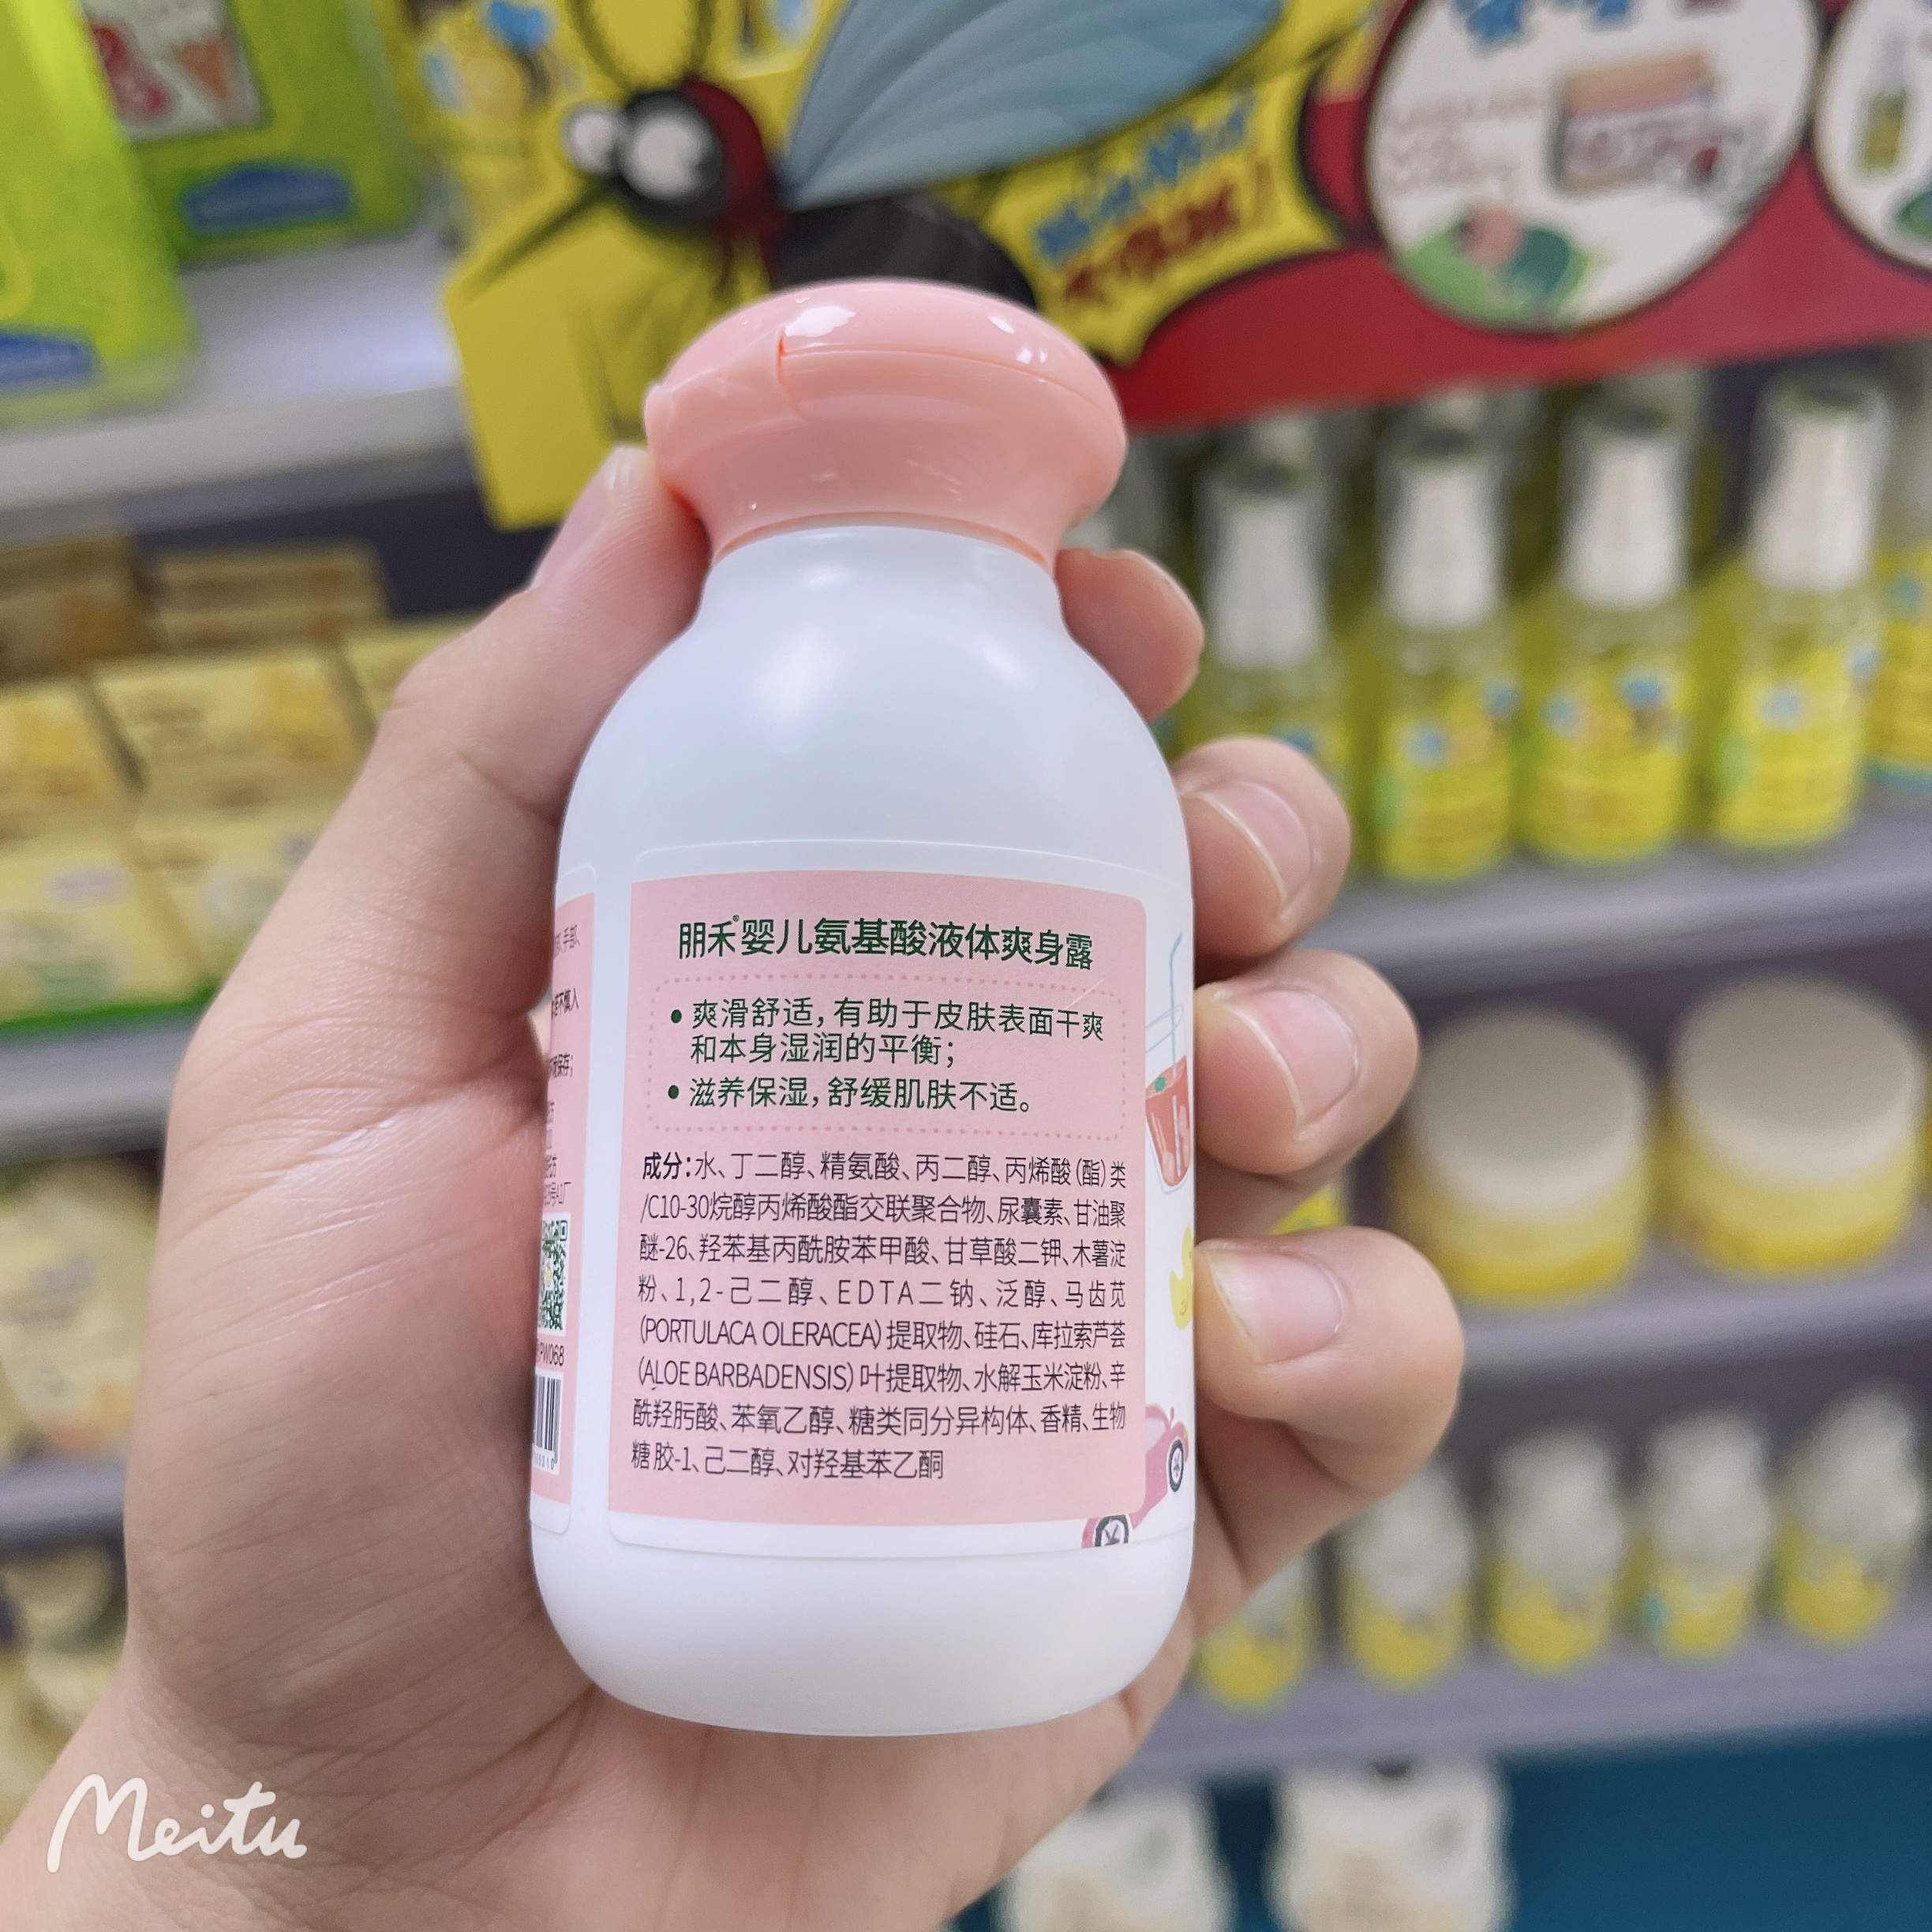 朋禾®婴儿氨基酸液体爽身露
• 爽滑舒适,有助于皮肤表面干爽
和本身湿润的平衡;
• 滋养保湿,舒缓肌肤不适。
成分:水、丁二醇、精氨酸、丙二醇、丙烯酸(酯)类
/C10-30烷醇丙烯酸酯交联聚合物、尿囊素、甘油聚
醚-26、羟苯基丙酰胺苯甲酸、甘草酸二钾、木薯淀
粉、1,2-己二醇、EDTA二钠、泛醇、马齿苋
(PORTULACA OLERACEA)提取物、硅石、库拉索芦荟
(ALOE BARBADENSIS)叶提取物、水解玉米淀粉、辛
酰羟肟酸、苯氧乙醇、糖类同分异构体、香精、生物
糖胶-1、己二醇、对羟基苯乙酮
PW068
Meitu